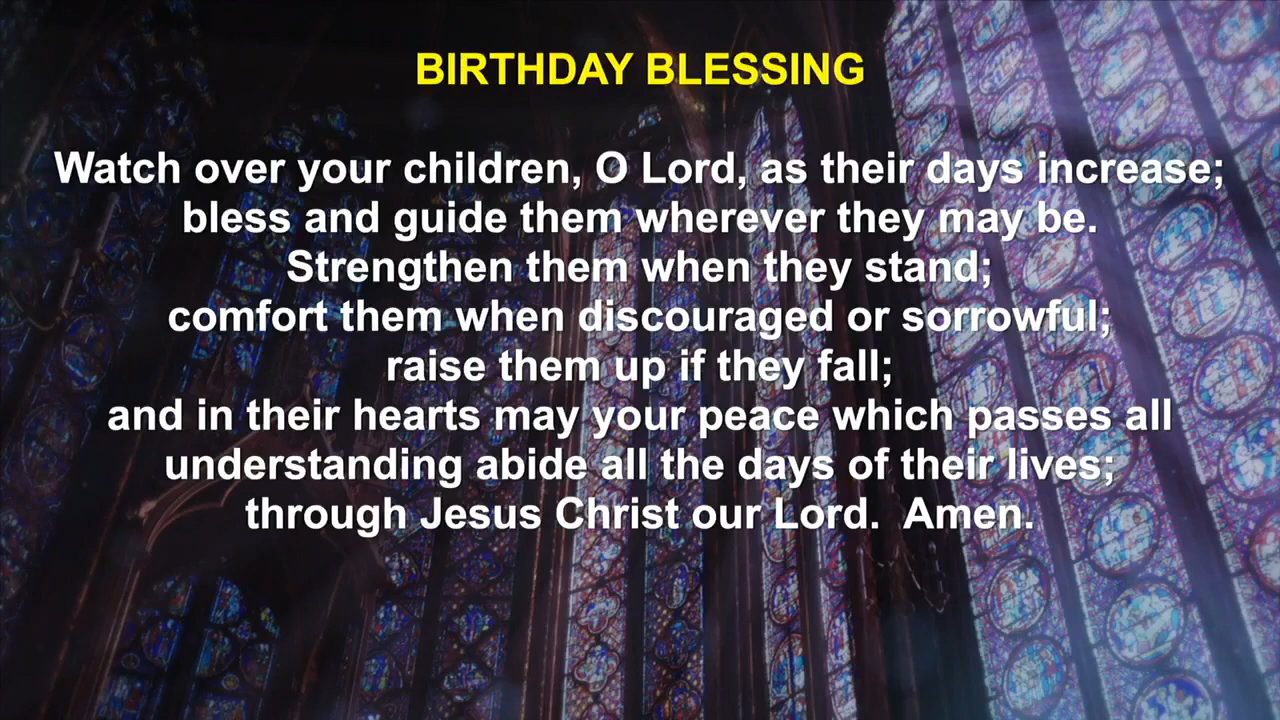 BIRTHDAY BLESSING
Watch over your children, O Lord, as their days increase;
bless and guide them wherever they may be.
Strengthen them when they stand;
comfort them when discouraged or sorrowful;
raise them up if they fall;
and in their hearts may your peace which passes all
understanding abide all the days of their lives;
through Jesus Christ our Lord.  Amen.